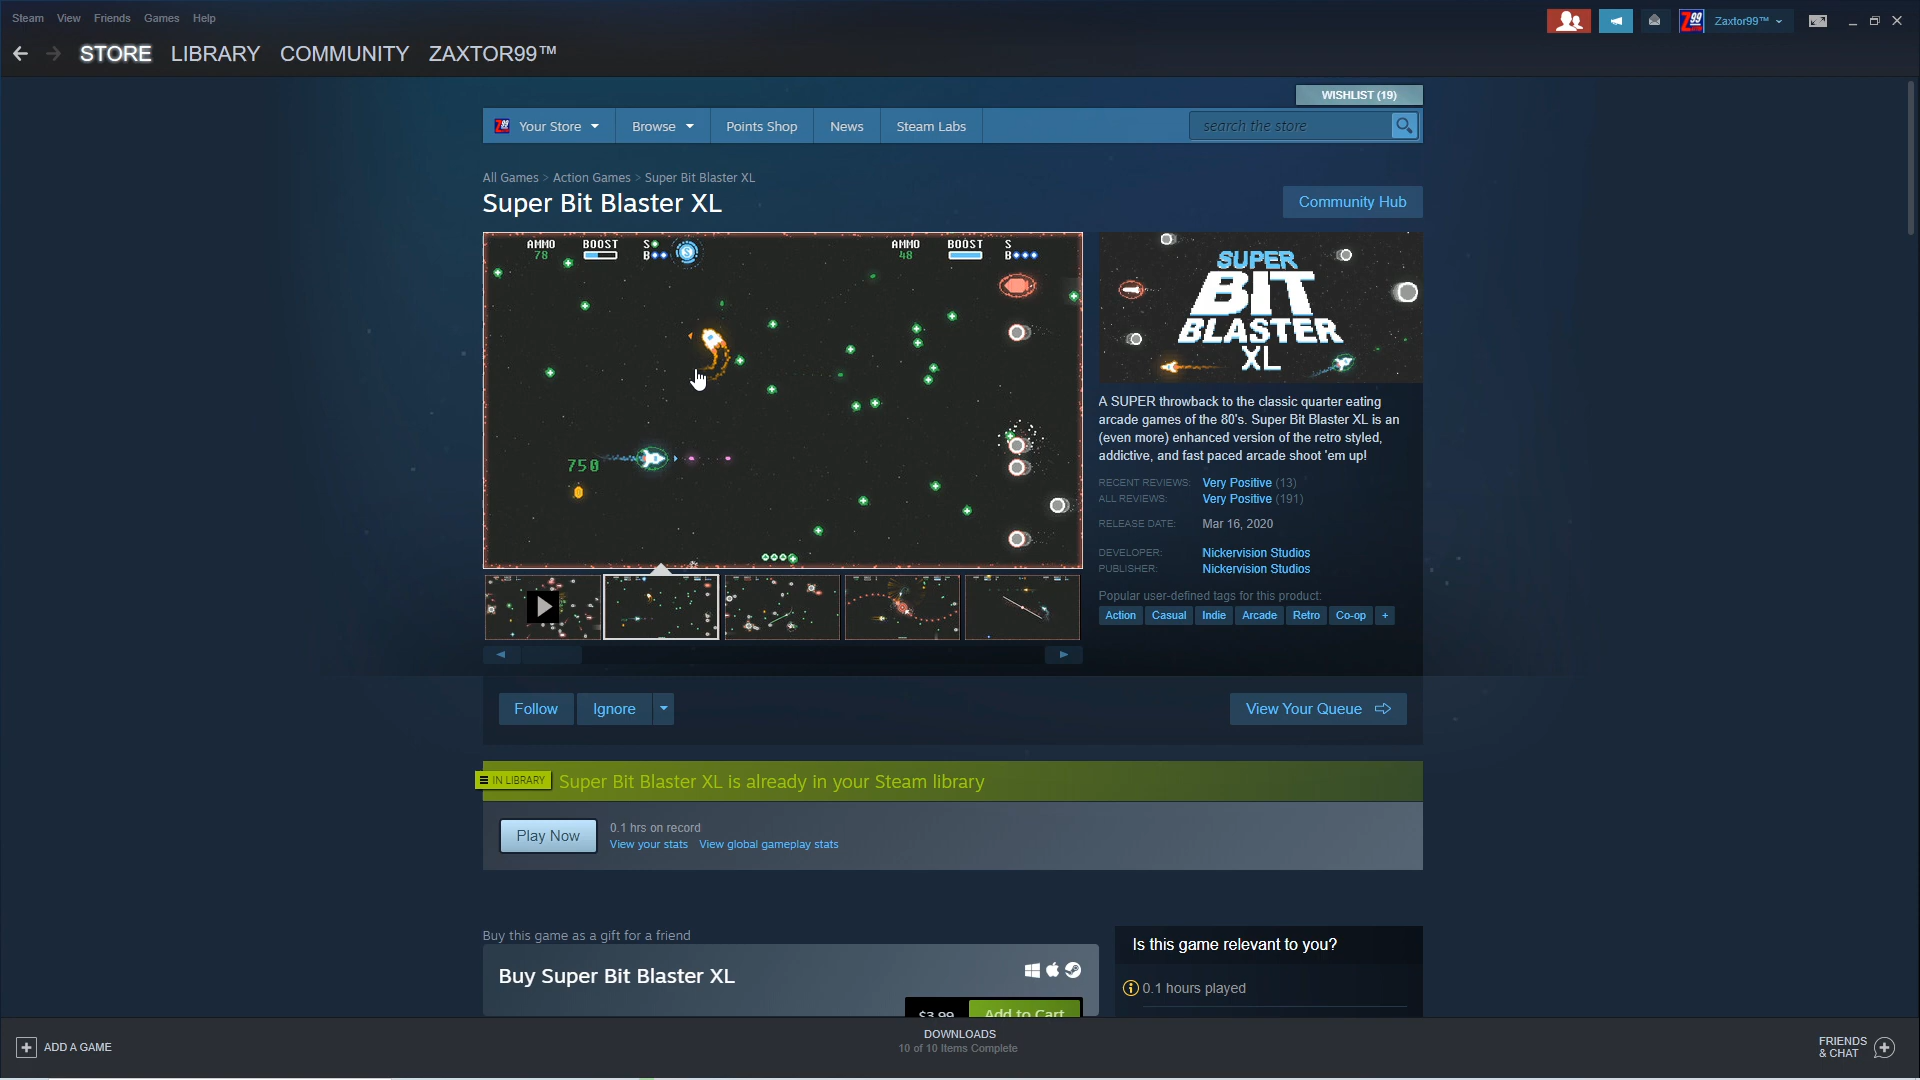 Steam View Friends Games Help
Zaxtor99™
STORE LIBRARY COMMUNITY ZAXTOR99™
WISHLIST (19)
Your Store Browse Points Shop News Steam Labs
search the store
All Games > Action Games > Super Bit Blaster XL
Super Bit Blaster XL
Community Hub
AMMO BOOST S
78 B
AMMO BOOST S
48 B
750
SUPER
BIT
BLASTER
XL
A SUPER throwback to the classic quarter eating
arcade games of the 80's. Super Bit Blaster XL is an
(even more) enhanced version of the retro styled,
addictive, and fast paced arcade shoot 'em up!
RECENT REVIEWS: Very Positive (13)
ALL REVIEWS: Very Positive (191)
RELEASE DATE: Mar 16, 2020
DEVELOPER: Nickervision Studios
PUBLISHER: Nickervision Studios
Popular user-defined tags for this product:
Action Casual Indie Arcade Retro Co-op +
Follow Ignore
View Your Queue
IN LIBRARY Super Bit Blaster XL is already in your Steam library
Play Now
0.1 hrs on record
View your stats View global gameplay stats
Buy this game as a gift for a friend
Buy Super Bit Blaster XL
$3.99 Add to Cart
Is this game relevant to you?
0.1 hours played
ADD A GAME
DOWNLOADS
10 of 10 Items Complete
FRIENDS
& CHAT